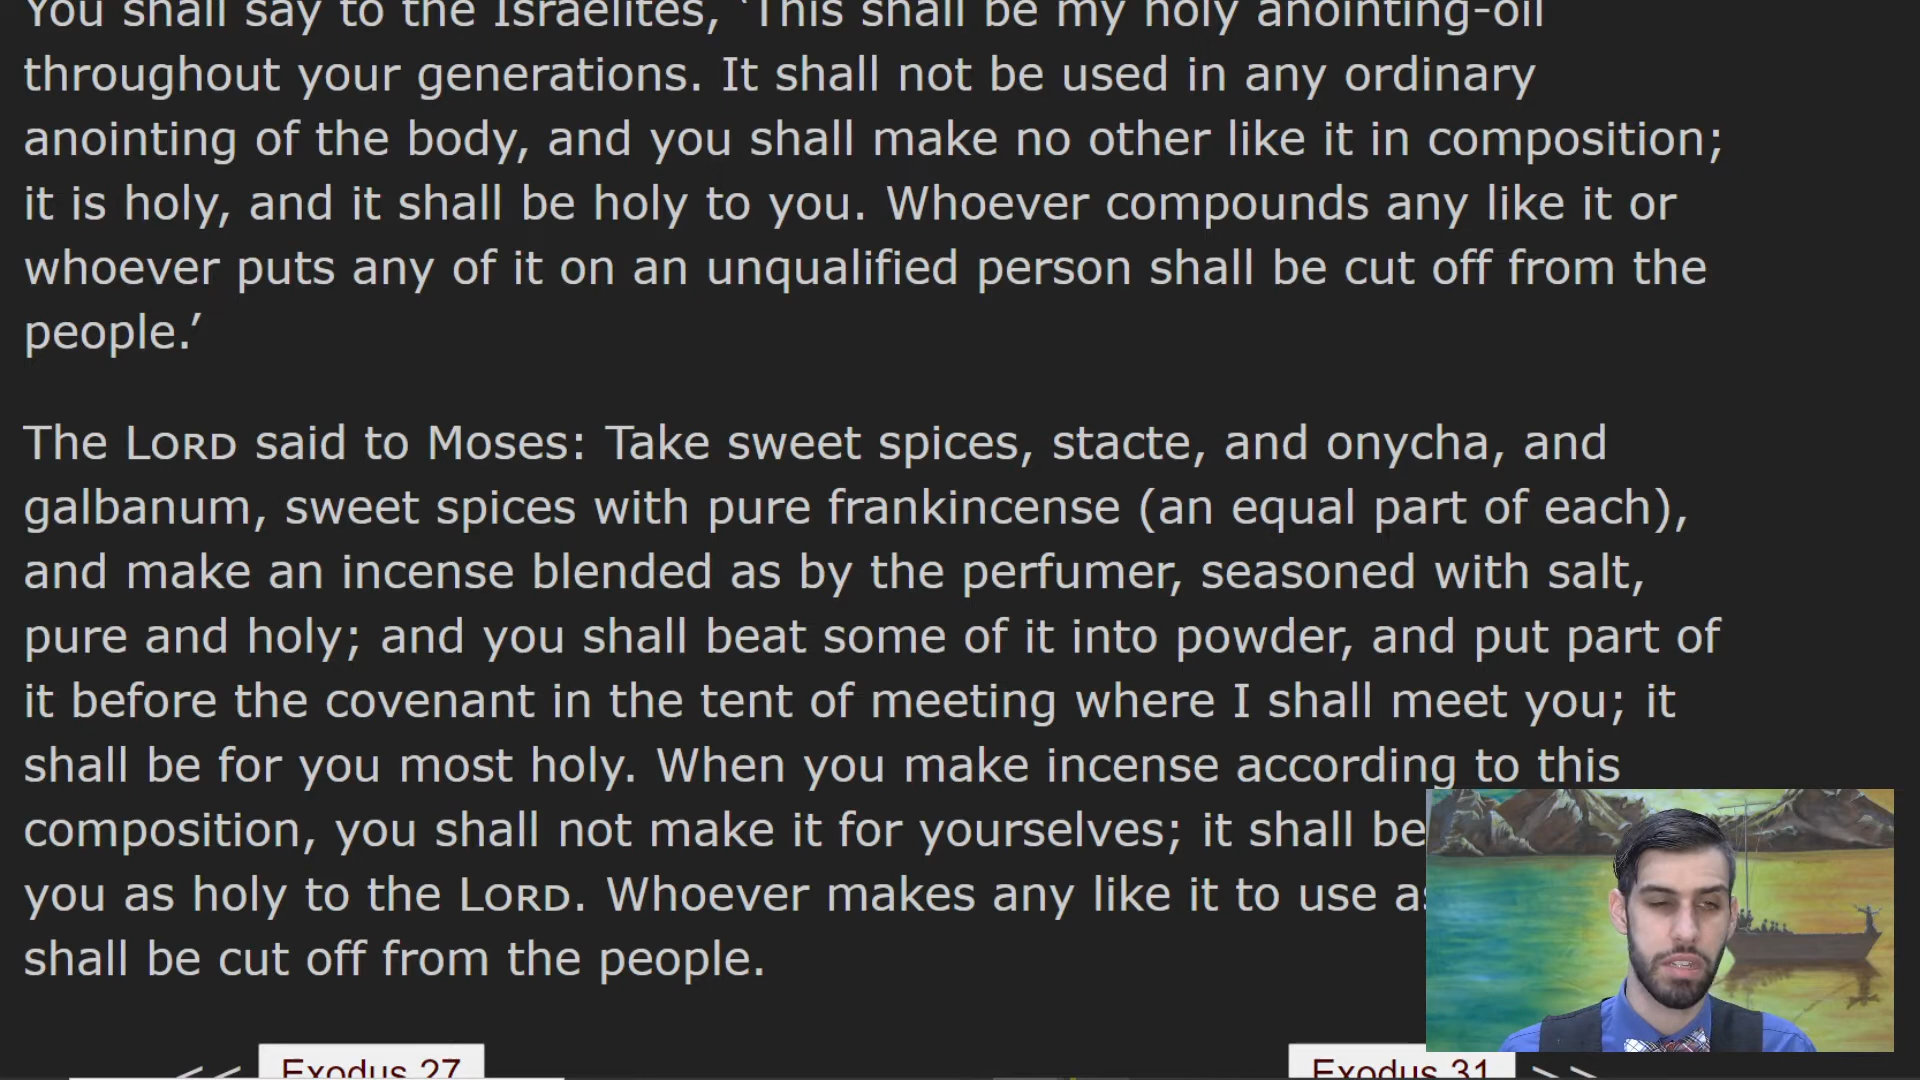 You shall say to the Israelites, ‘This shall be my holy anointing-oil
throughout your generations. It shall not be used in any ordinary
anointing of the body, and you shall make no other like it in composition;
it is holy, and it shall be holy to you. Whoever compounds any like it or
whoever puts any of it on an unqualified person shall be cut off from the
people.’
The LORD said to Moses: Take sweet spices, stacte, and onycha, and
galbanum, sweet spices with pure frankincense (an equal part of each),
and make an incense blended as by the perfumer, seasoned with salt,
pure and holy; and you shall beat some of it into powder, and put part of
it before the covenant in the tent of meeting where I shall meet you; it
shall be for you most holy. When you make incense according to this
composition, you shall not make it for yourselves; it shall be
you as holy to the LORD. Whoever makes any like it to use
shall be cut off from the people.
<< Exodus 27 Exodus 31 >>